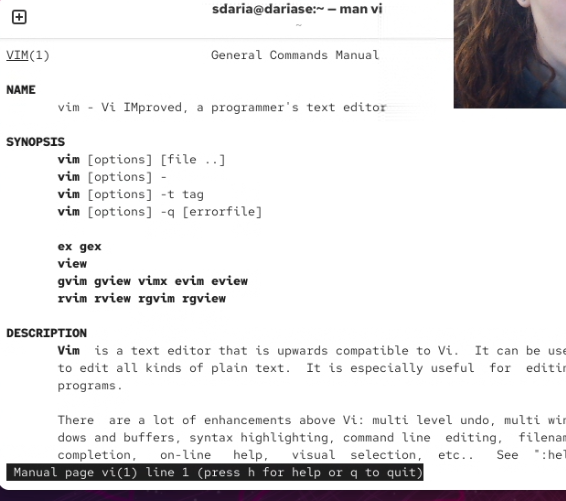 sdaria@dariase:~ — man vi
~
VIM(1) General Commands Manual
NAME
vim - Vi IMproved, a programmer's text editor
SYNOPSIS
vim [options] [file ..]
vim [options] -
vim [options] -t tag
vim [options] -q [errorfile]
ex gex
view
gvim gview vimx evim eview
rvim rview rgvim rgview
DESCRIPTION
Vim is a text editor that is upwards compatible to Vi. It can be use
to edit all kinds of plain text. It is especially useful for editin
programs.
There are a lot of enhancements above Vi: multi level undo, multi win
dows and buffers, syntax highlighting, command line editing, filenam
completion, on-line help, visual selection, etc.. See ":hel
Manual page vi(1) line 1 (press h for help or q to quit)